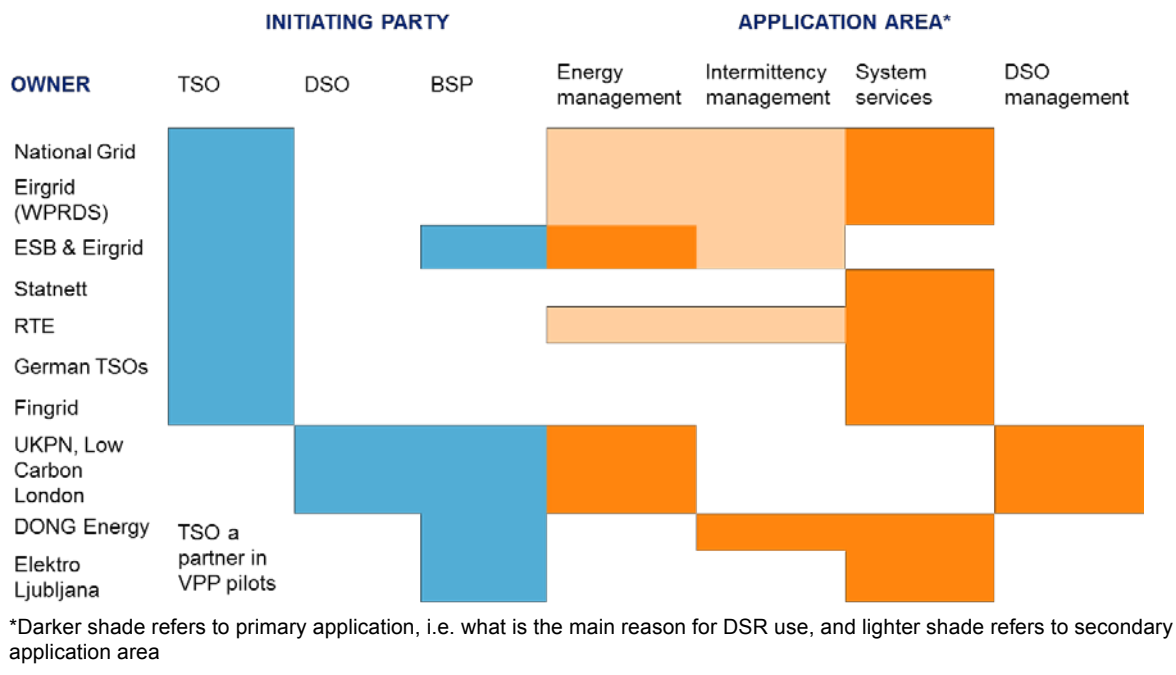 INITIATING PARTY
APPLICATION AREA*
OWNER
TSO
DSO
BSP
Energy
management
Intermittency
management
System
services
DSO
management
National Grid
Eirgrid
(WPRDS)
ESB & Eirgrid
Statnett
RTE
German TSOs
Fingrid
UKPN, Low
Carbon
London
DONG Energy
Elektro
Ljubljana
TSO a
partner in
VPP pilots
*Darker shade refers to primary application, i.e. what is the main reason for DSR use, and lighter shade refers to secondary
application area